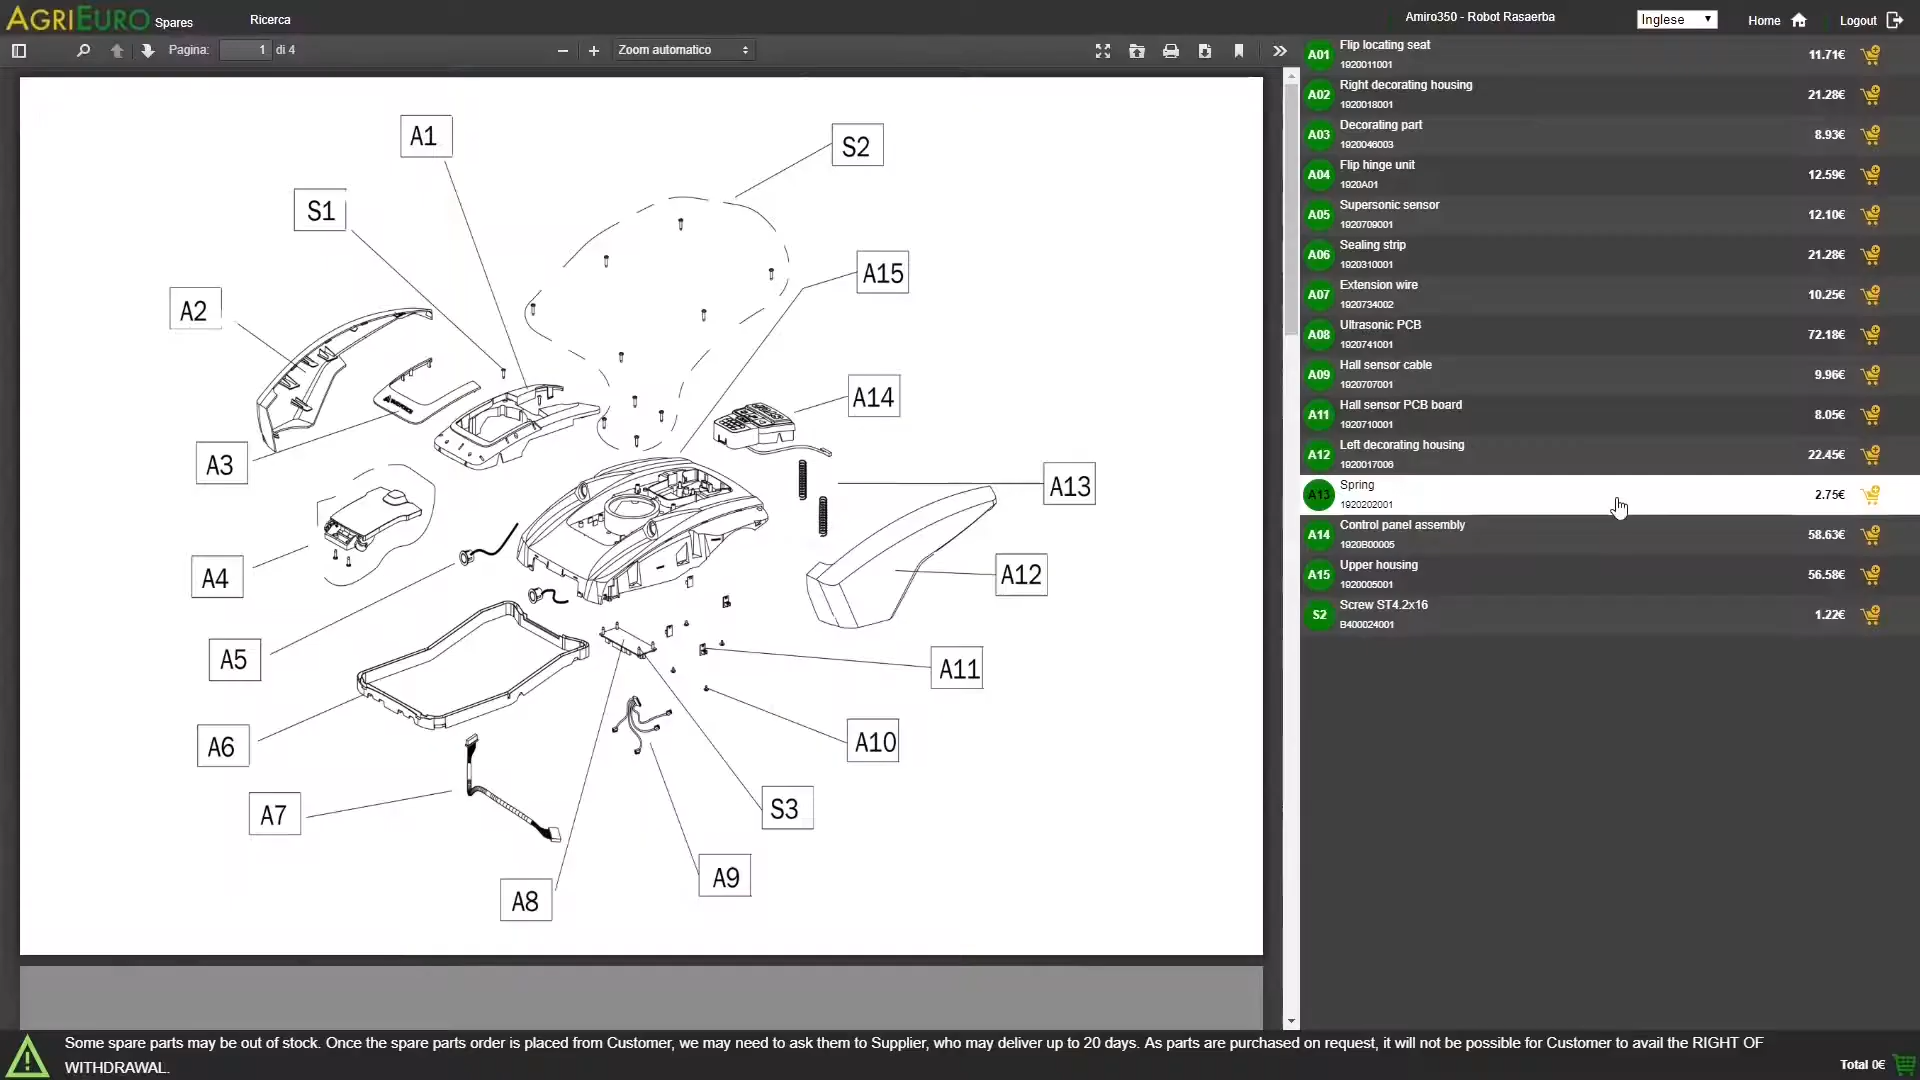 AGRIEURO Spares
Ricerca
Amiro350 - Robot Rasaerba
Inglese
Home
Logout
Pagina:
1
di 4
Zoom automatico
A1
S2
S1
A15
A2
A14
A3
A13
A4
A12
A5
A11
A6
A10
A7
S3
A9
A8
A01
Flip locating seat
1920011001
11.71€
A02
Right decorating housing
1920018001
21.28€
A03
Decorating part
1920046003
8.93€
A04
Flip hinge unit
1920A01
12.59€
A05
Supersonic sensor
1920709001
12.10€
A06
Sealing strip
1920310001
21.28€
A07
Extension wire
1920734002
10.25€
A08
Ultrasonic PCB
1920741001
72.18€
A09
Hall sensor cable
1920707001
9.96€
A11
Hall sensor PCB board
1920710001
8.05€
A12
Left decorating housing
1920017006
22.45€
A13
Spring
1920202001
2.75€
A14
Control panel assembly
1920B00005
58.63€
A15
Upper housing
1920005001
56.58€
S2
Screw ST4.2x16
B400024001
1.22€
Some spare parts may be out of stock. Once the spare parts order is placed from Customer, we may need to ask them to Supplier, who may deliver up to 20 days. As parts are purchased on request, it will not be possible for Customer to avail the RIGHT OF
WITHDRAWAL.
Total 0€